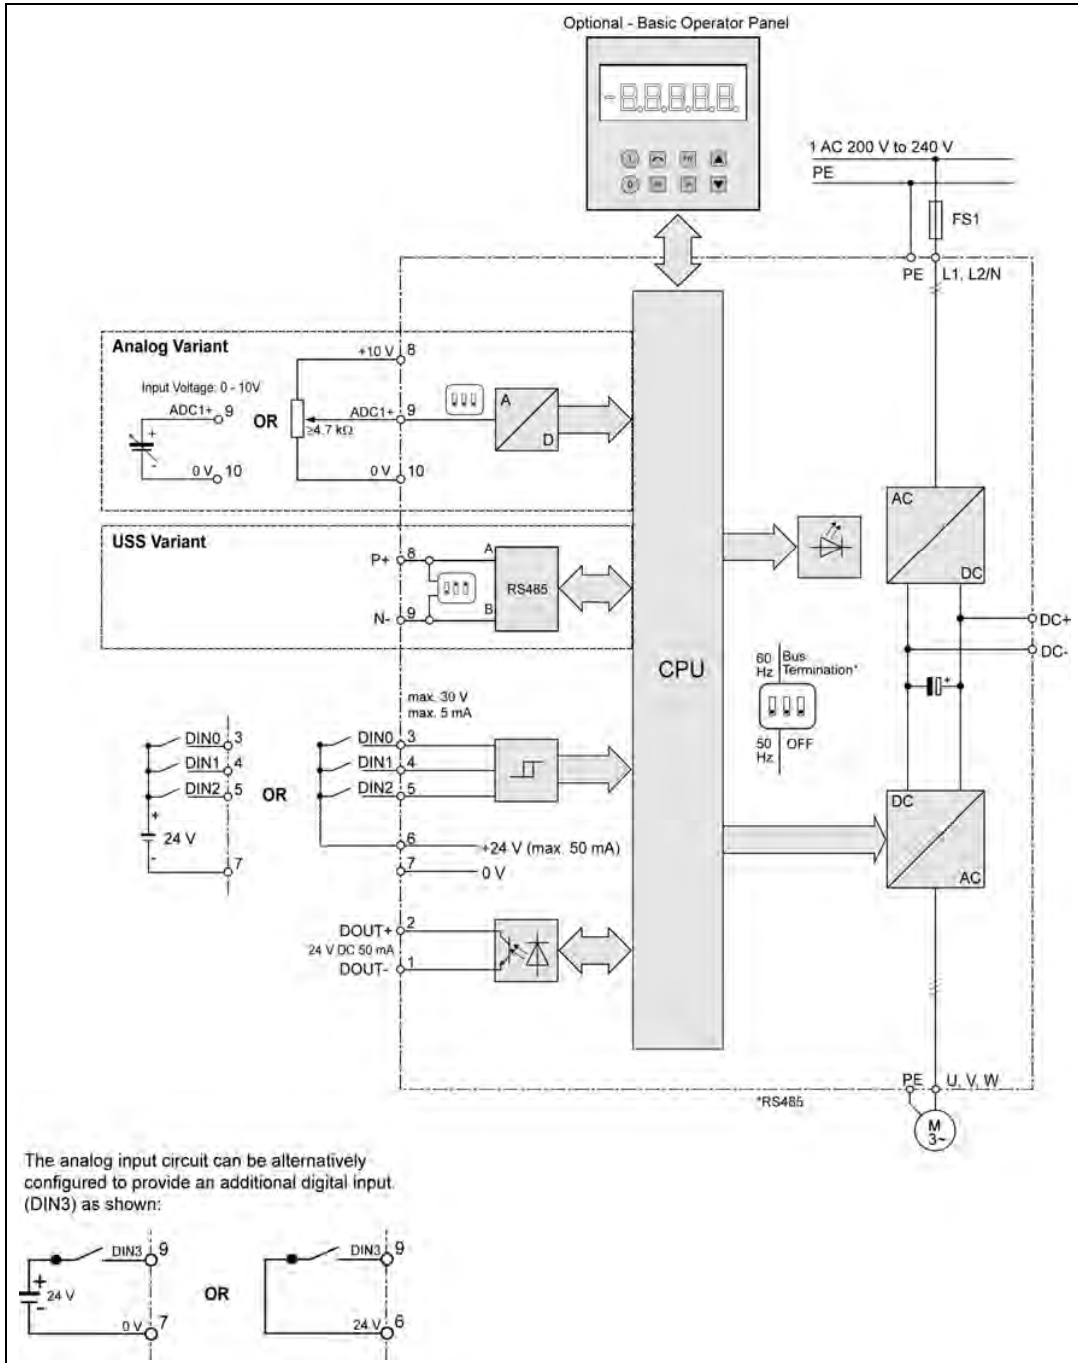 Optional - Basic Operator Panel
1 AC 200 V to 240 V
PE
FS1
PE L1, L2/N
Analog Variant
+10 V 8
Input Voltage: 0 - 10V
ADC1+ 9
OR
ADC1+ 9
≥4.7 kΩ
A
D
+
-
0 V 10
0 V 10
AC
DC
USS Variant
P+ 8 A
RS485
N- 9 B
DC+
DC-
CPU
60 Hz
Bus Termination*
50 Hz
OFF
+
max. 30 V
max. 5 mA
DIN0 3
DIN1 4
DIN2 5
OR
DIN0 3
DIN1 4
DIN2 5
+
24 V
-
7
6
+24 V (max. 50 mA)
7
0 V
DC
AC
DOUT+ 2
24 V DC 50 mA
DOUT- 1
PE U, V, W
*RS485
M
3~
The analog input circuit can be alternatively
configured to provide an additional digital input
(DIN3) as shown:
DIN3 9
+
24 V
-
0 V 7
OR
DIN3 9
24 V 6